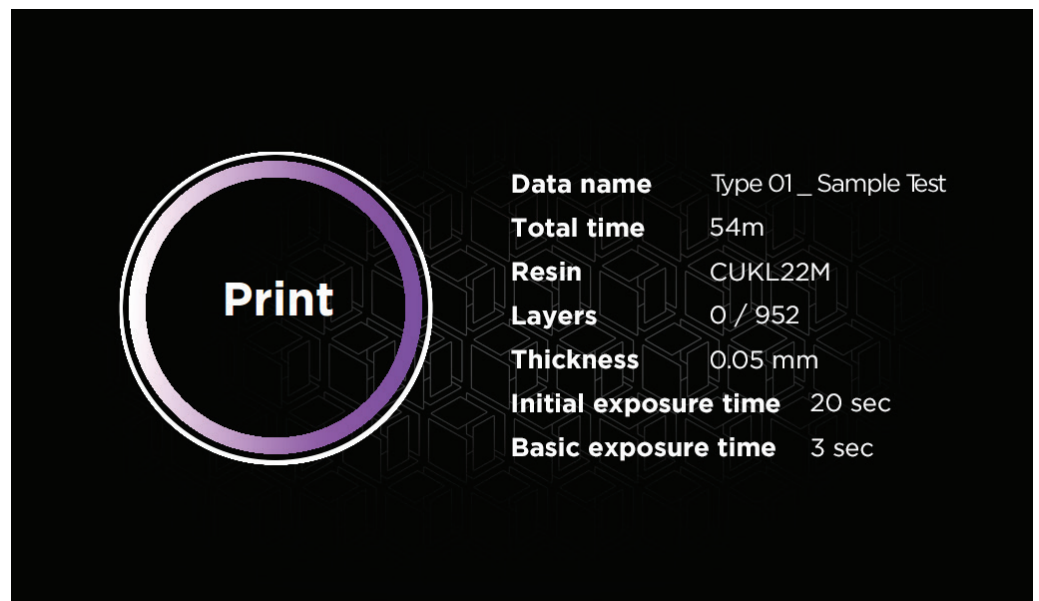 Print
Data name Type 01 _ Sample Test
Total time 54m
Resin CUKL22M
Layers 0 / 952
Thickness 0.05 mm
Initial exposure time 20 sec
Basic exposure time 3 sec